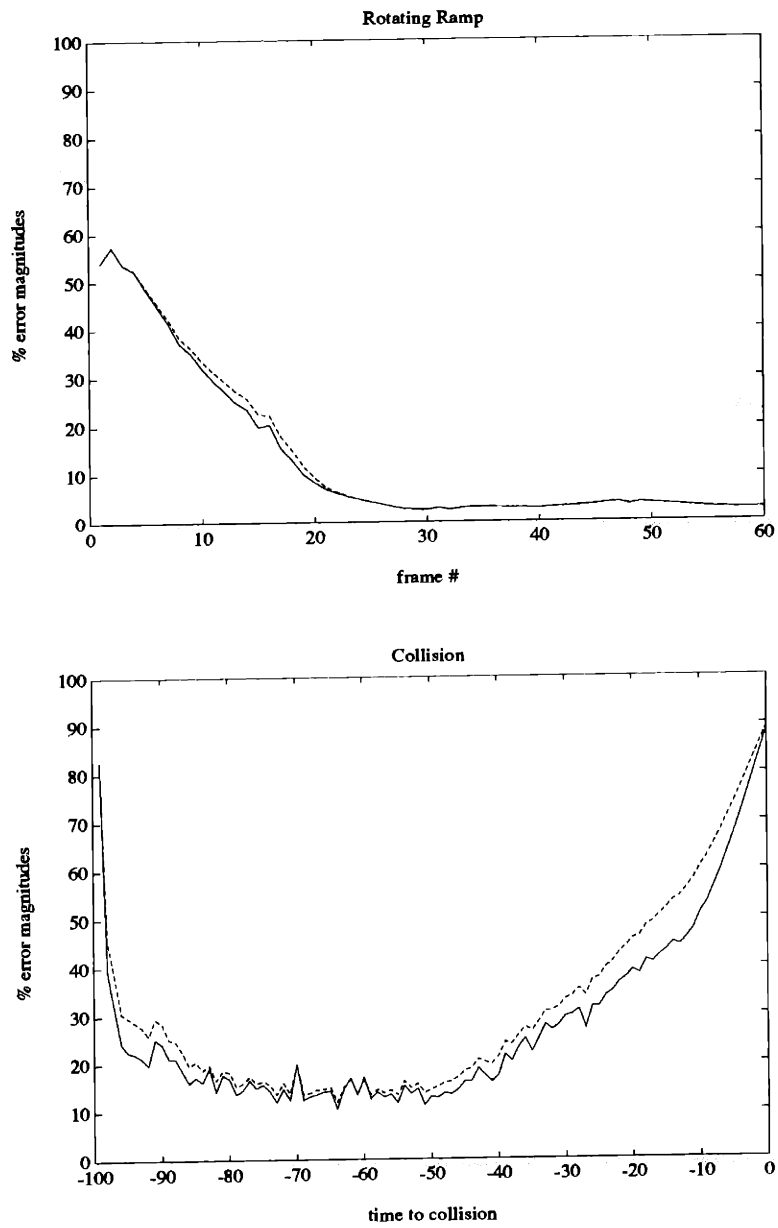 Rotating Ramp
100
90
80
70
60
50
40
30
20
10
0
% error magnitudes
0 10 20 30 40 50 60
frame #
Collision
100
90
80
70
60
50
40
30
20
10
0
% error magnitudes
-100 -90 -80 -70 -60 -50 -40 -30 -20 -10 0
time to collision